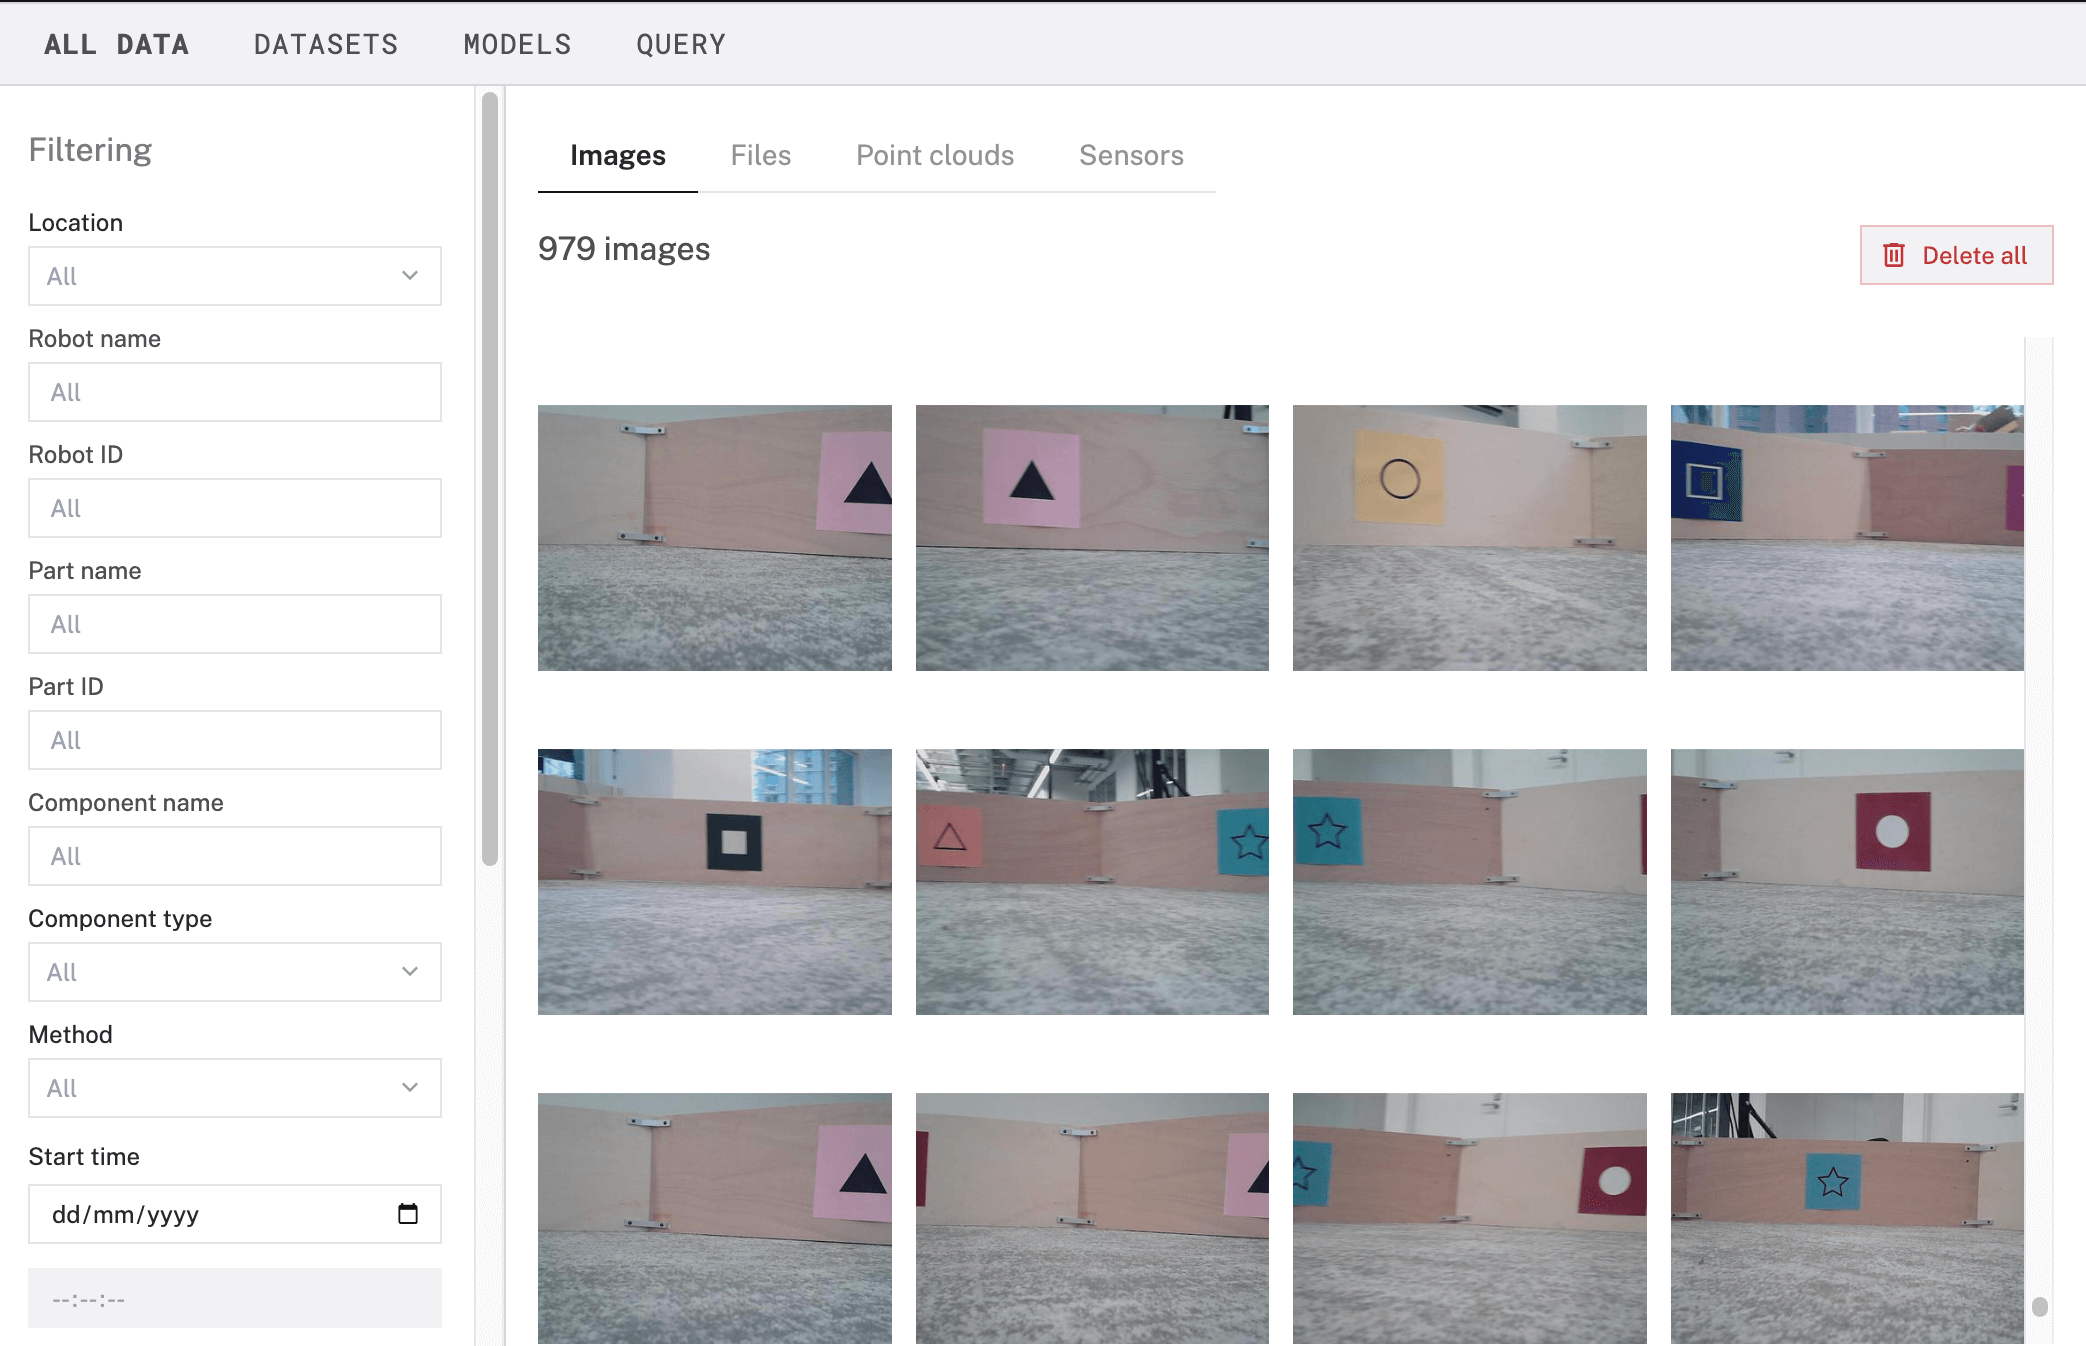 ALL DATA DATASETS MODELS QUERY
Filtering
Location
All
Robot name
All
Robot ID
All
Part name
All
Part ID
All
Component name
All
Component type
All
Method
All
Start time
dd/mm/yyyy
--:--:--
Images Files Point clouds Sensors
979 images
Delete all